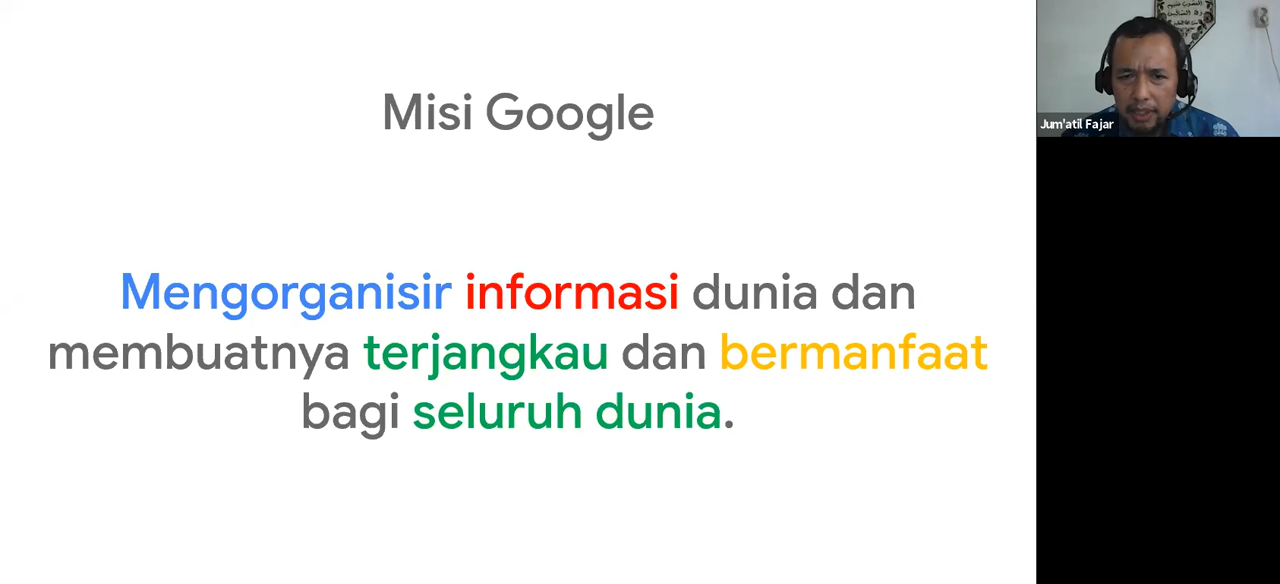 Misi Google
Mengorganisir informasi dunia dan
membuatnya terjangkau dan bermanfaat
bagi seluruh dunia.
Jum'atil Fajar